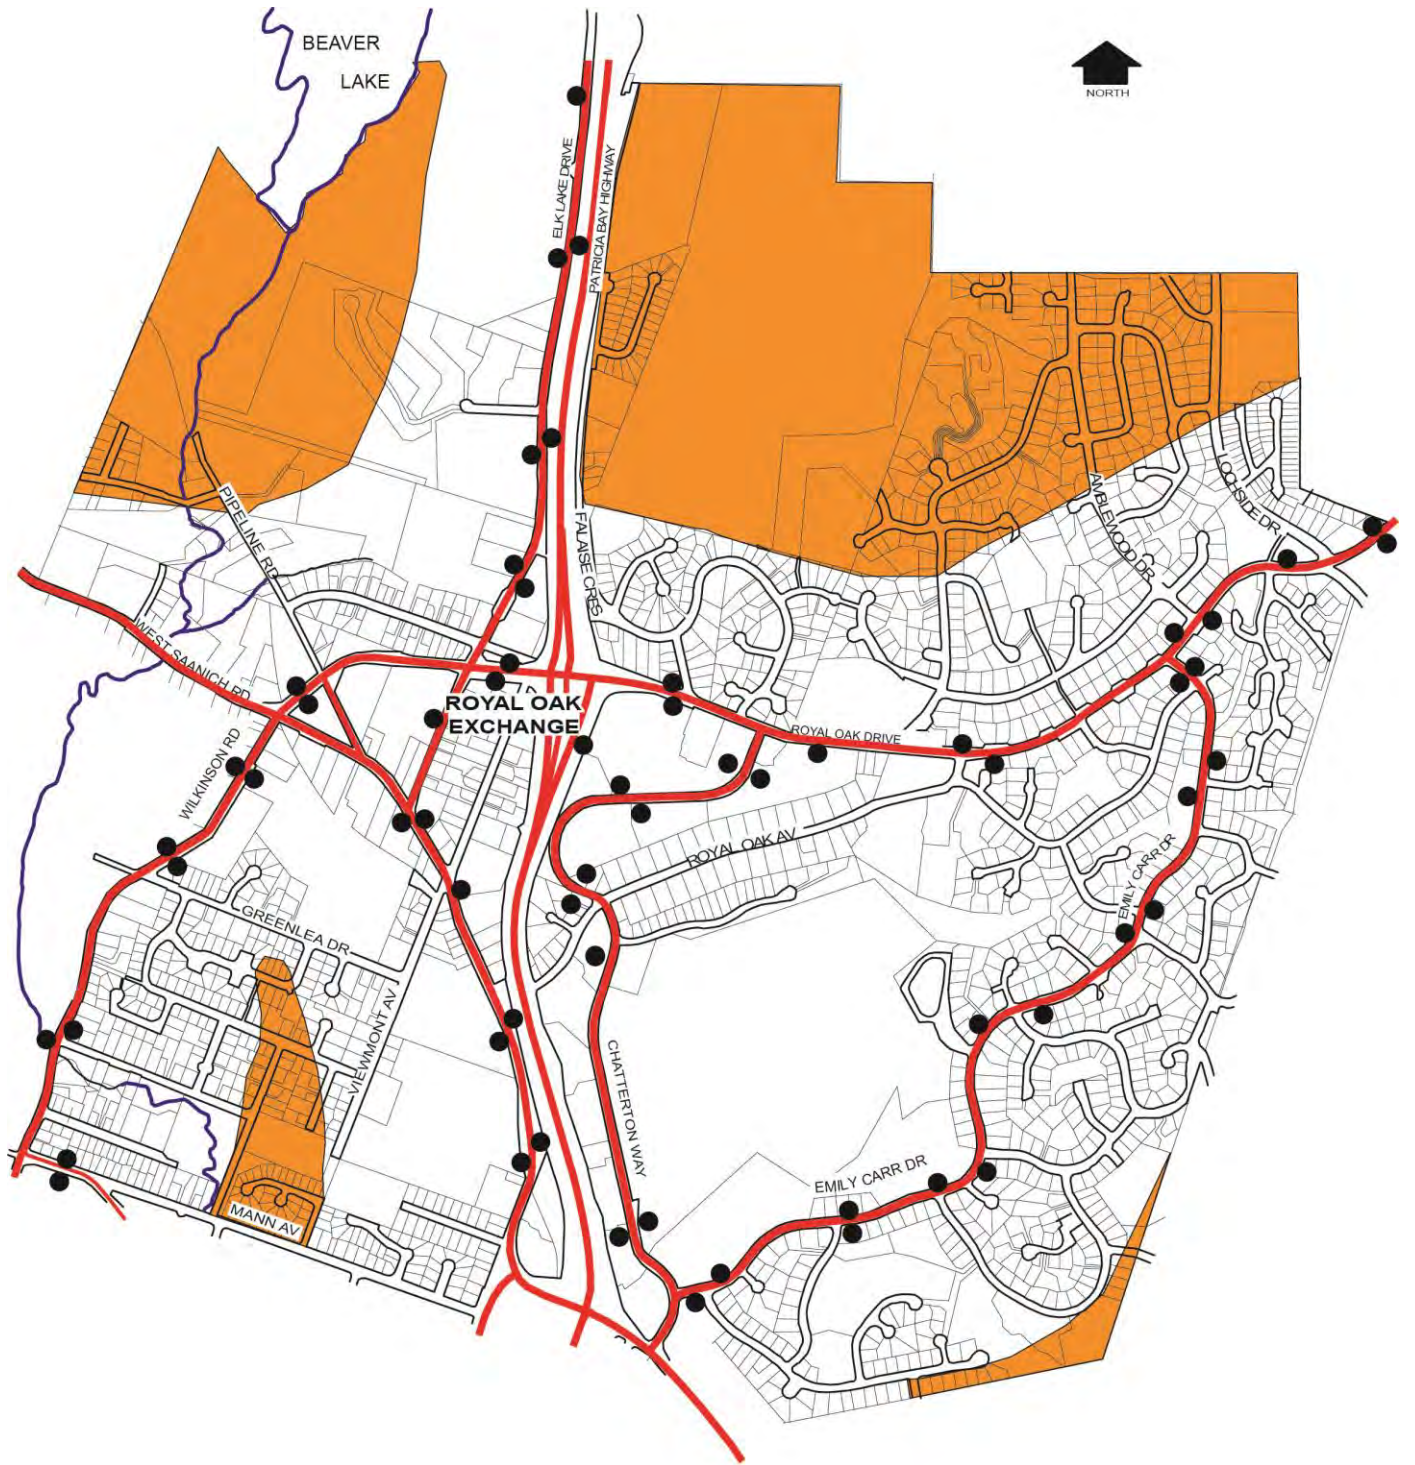 BEAVER
LAKE
NORTH
ELK LAKE DRIVE
PATRICIA BAY HIGHWAY
PIPELINE RD
FALAISE CRES
AMBLEWOOD DR
LOCHSIDE DR
WEST SAANICH RD
ROYAL OAK
EXCHANGE
ROYAL OAK DRIVE
WILKINSON RD
ROYAL OAK AV
EMILY CARR DR
GREENLEA DR
VIEWMONT AV
CHATTERTON WAY
EMILY CARR DR
MANN AV